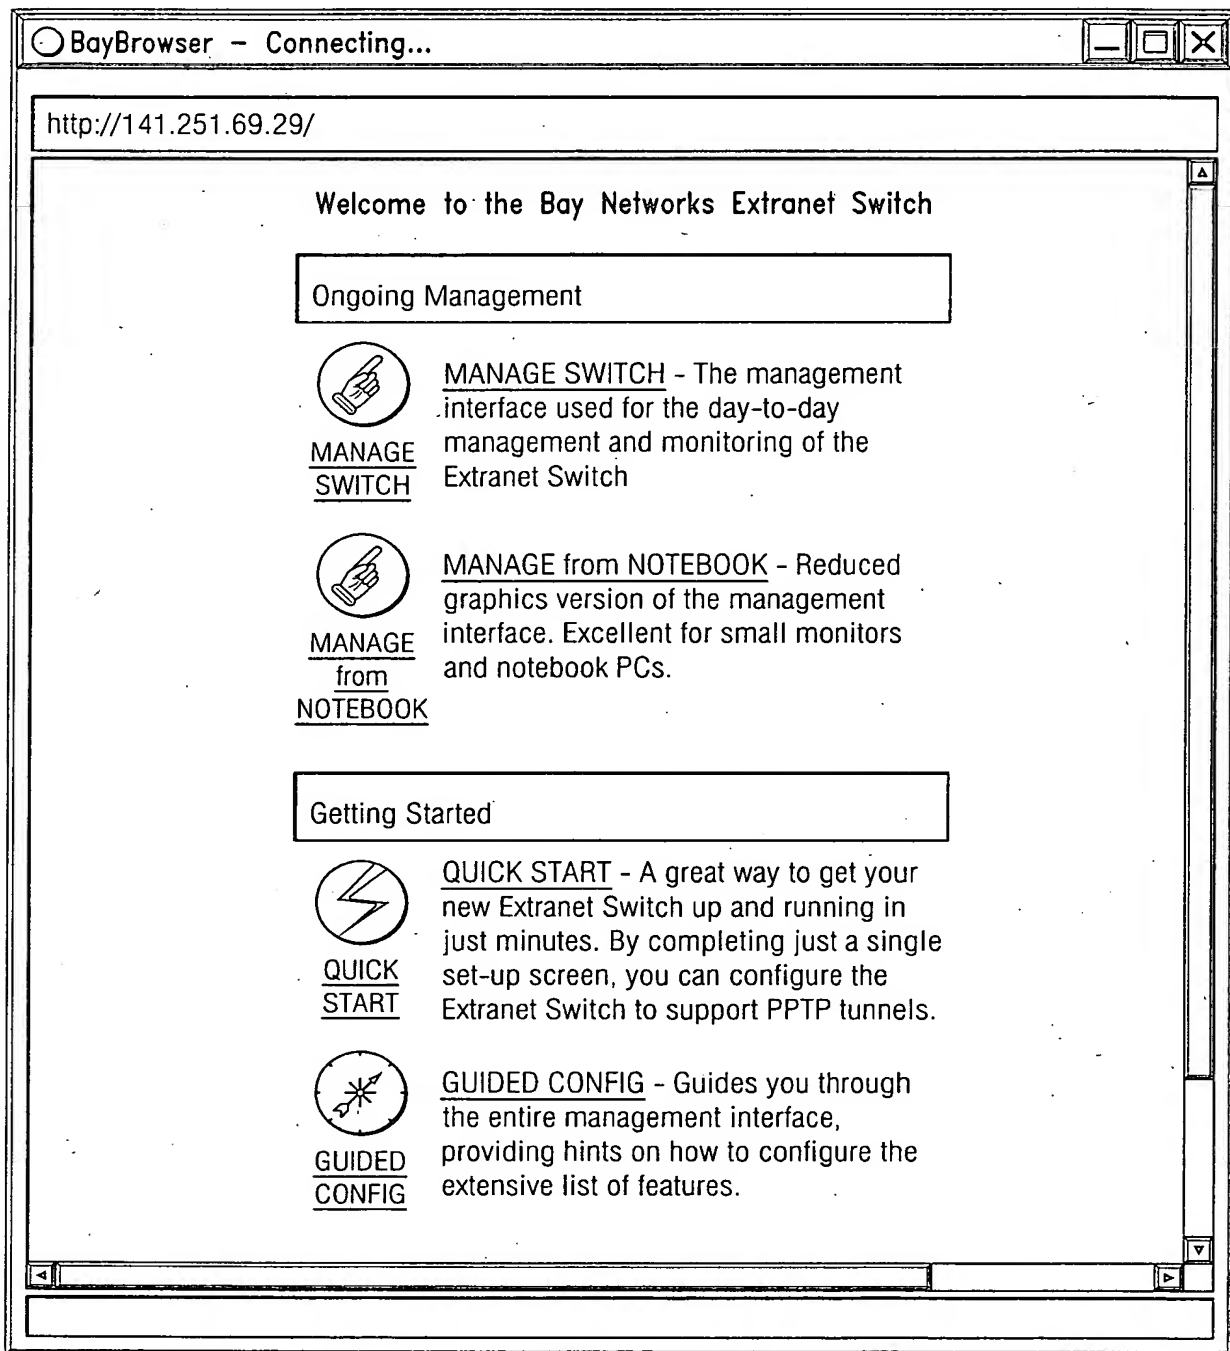 BayBrowser - Connecting...
http://141.251.69.29/
Welcome to the Bay Networks Extranet Switch
Ongoing Management
MANAGE
SWITCH
MANAGE SWITCH - The management
interface used for the day-to-day
management and monitoring of the
Extranet Switch
MANAGE
from
NOTEBOOK
MANAGE from NOTEBOOK - Reduced
graphics version of the management
interface. Excellent for small monitors
and notebook PCs.
Getting Started
QUICK
START
QUICK START - A great way to get your
new Extranet Switch up and running in
just minutes. By completing just a single
set-up screen, you can configure the
Extranet Switch to support PPTP tunnels.
GUIDED
CONFIG
GUIDED CONFIG - Guides you through
the entire management interface,
providing hints on how to configure the
extensive list of features.